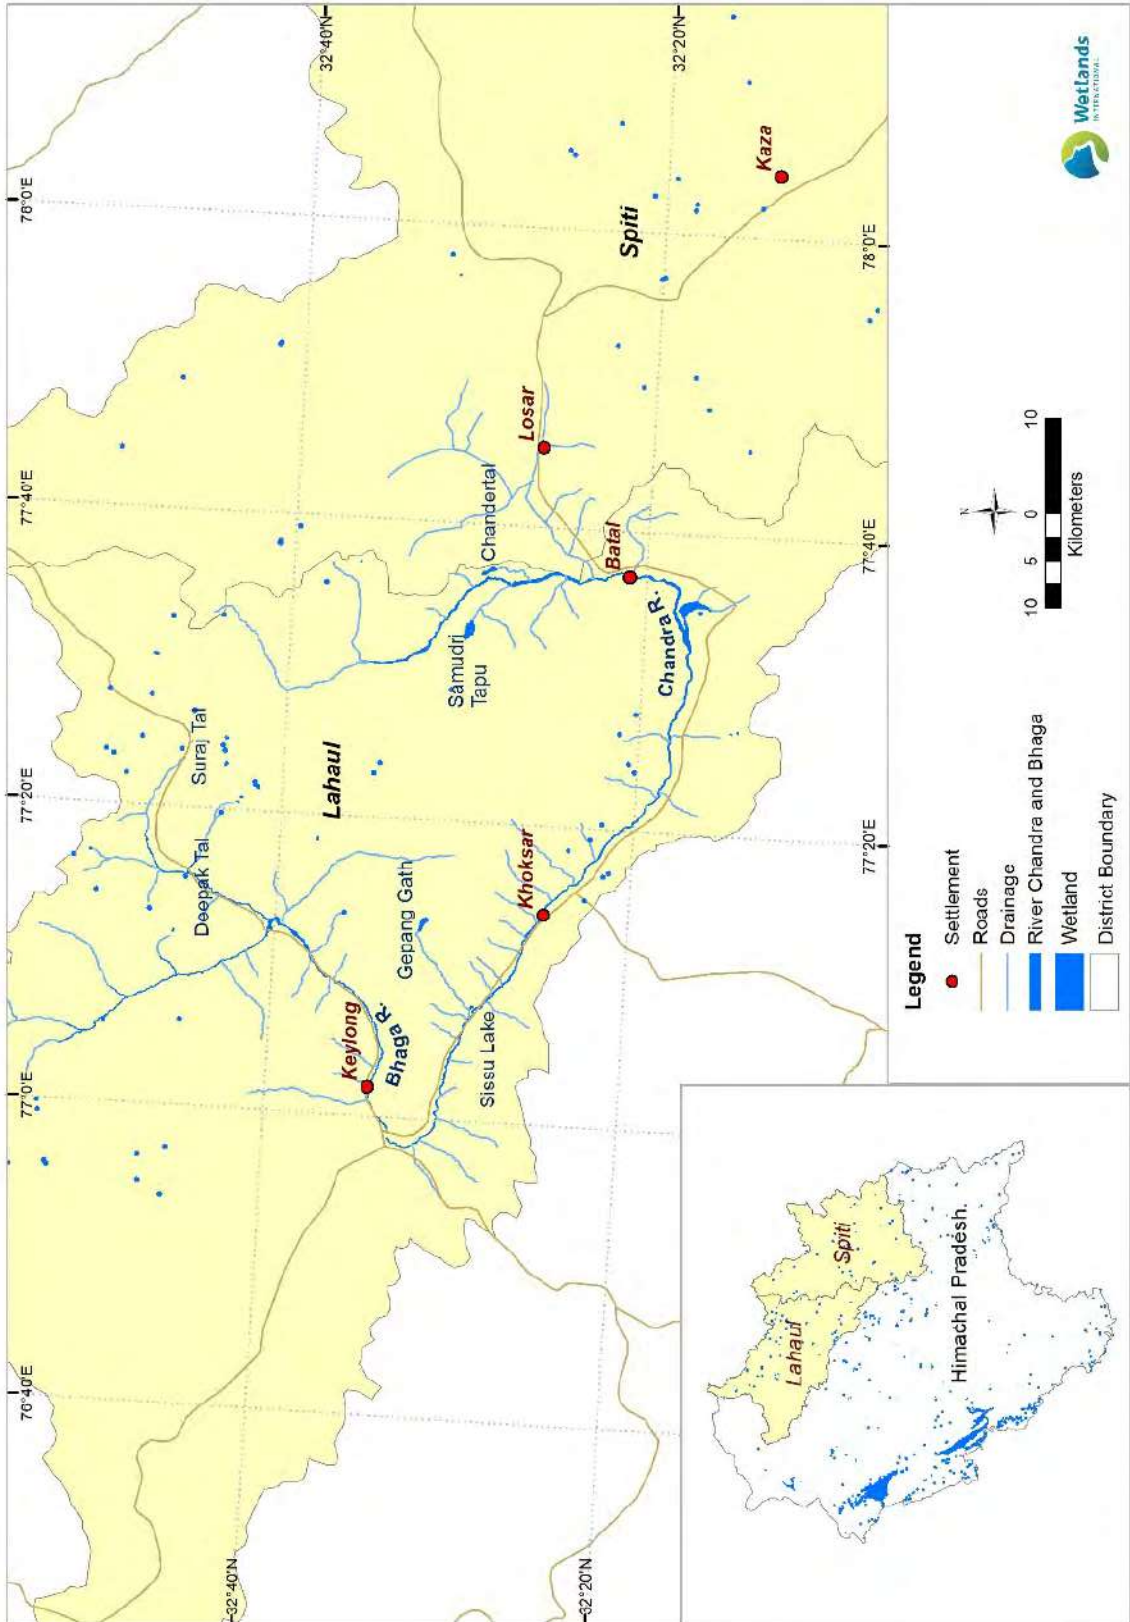 76°40'E
77°0'E
77°20'E
77°40'E
78°0'E
32°40'N
32°40'N
32°20'N
32°20'N
Deepak Tal
Suraj Tal
Keylong
Bhaga R.
Lahaul
Gepang Gath
Samudri
Tapu
Chandertal
Sissu Lake
Khoksar
Losar
Batal
Chandra R.
Spiti
Kaza
77°20'E
77°40'E
78°0'E
Lahaul
Spiti
Himachal Pradesh.
Legend
Settlement
Roads
Drainage
River Chandra and Bhaga
Wetland
District Boundary
N
10 5 0 10
Kilometers
Wetlands
INTERNATIONAL